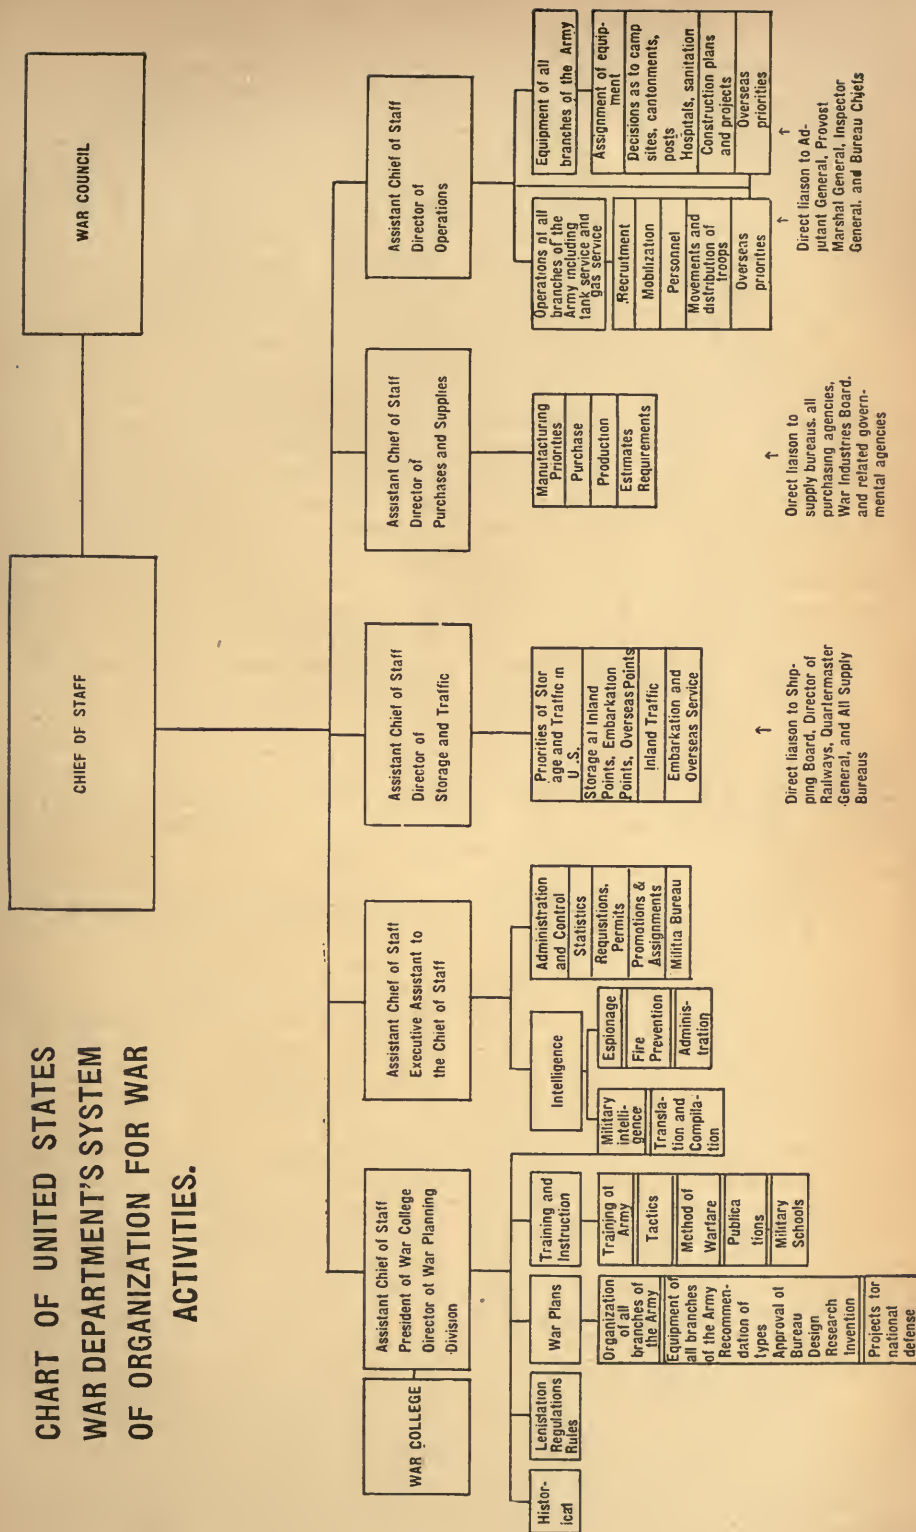 CHART OF UNITED STATES
WAR DEPARTMENT'S SYSTEM
OF ORGANIZATION FOR WAR
ACTIVITIES.
CHIEF OF STAFF
WAR COUNCIL
WAR COLLEGE
Assistant Chief of Staff
President of War College
Director of War Planning
Division
Assistant Chief of Staff
Executive Assistant to
the Chief of Staff
Assistant Chief of Staff
Director of
Storage and Traffic
Assistant Chief of Staff
Director of
Purchases and Supplies
Assistant Chief of Staff
Director of
Operations
Histor-
ical
Lenislation
Regulations
Rules
War Plans
Organization
of all
branches of
the Army
Equipment of
all branches
of the Army
Recommen-
dation of
types
Approval of
Bureau
Design
Research
Invention
Projects for
national
defense
Training and
Instruction
Training of
Army
Tactics
Method of
Warfare
Publica
tions
Military
Schools
Military
intelli-
gence
Transla-
tion and
Compila-
tion
Intelligence
Espionage
Fire
Prevention
Adminis-
tration
Administration
and Control
Statistics
Requisitions.
Permits
Promotions &
Assignments
Militia Bureau
Priorities of Stor
age and Traffic in
U.S.
Storage at Inland
Points, Embarkation
Points, Overseas Points
Inland Traffic
Embarkation and
Overseas Service
Direct liaison to Ship-
ping Board, Director of
Railways, Quartermaster
General, and All Supply
Bureaus
Manufacturing
Priorities
Purchase
Production
Estimates
Requirements
Direct liaison to
supply bureaus. all
purchasing agencies,
War Industries Board.
and related govern-
mental agencies
Operations of all
branches of the
Army including
tank service and
gas service
Recruitment
Mobilization
Personnel
Movements and
distribution of
troops
Overseas
priorities
Equipment of all
branches of the Army
Assignment of equip-
ment
Decisions as to camp
sites, cantonments,
posts
Hospitals, sanitation
Construction plans
and projects
Overseas
priorities
Direct liaison to Ad-
jutant General, Provost
Marshal General, Inspector
General. and Bureau Chiefs